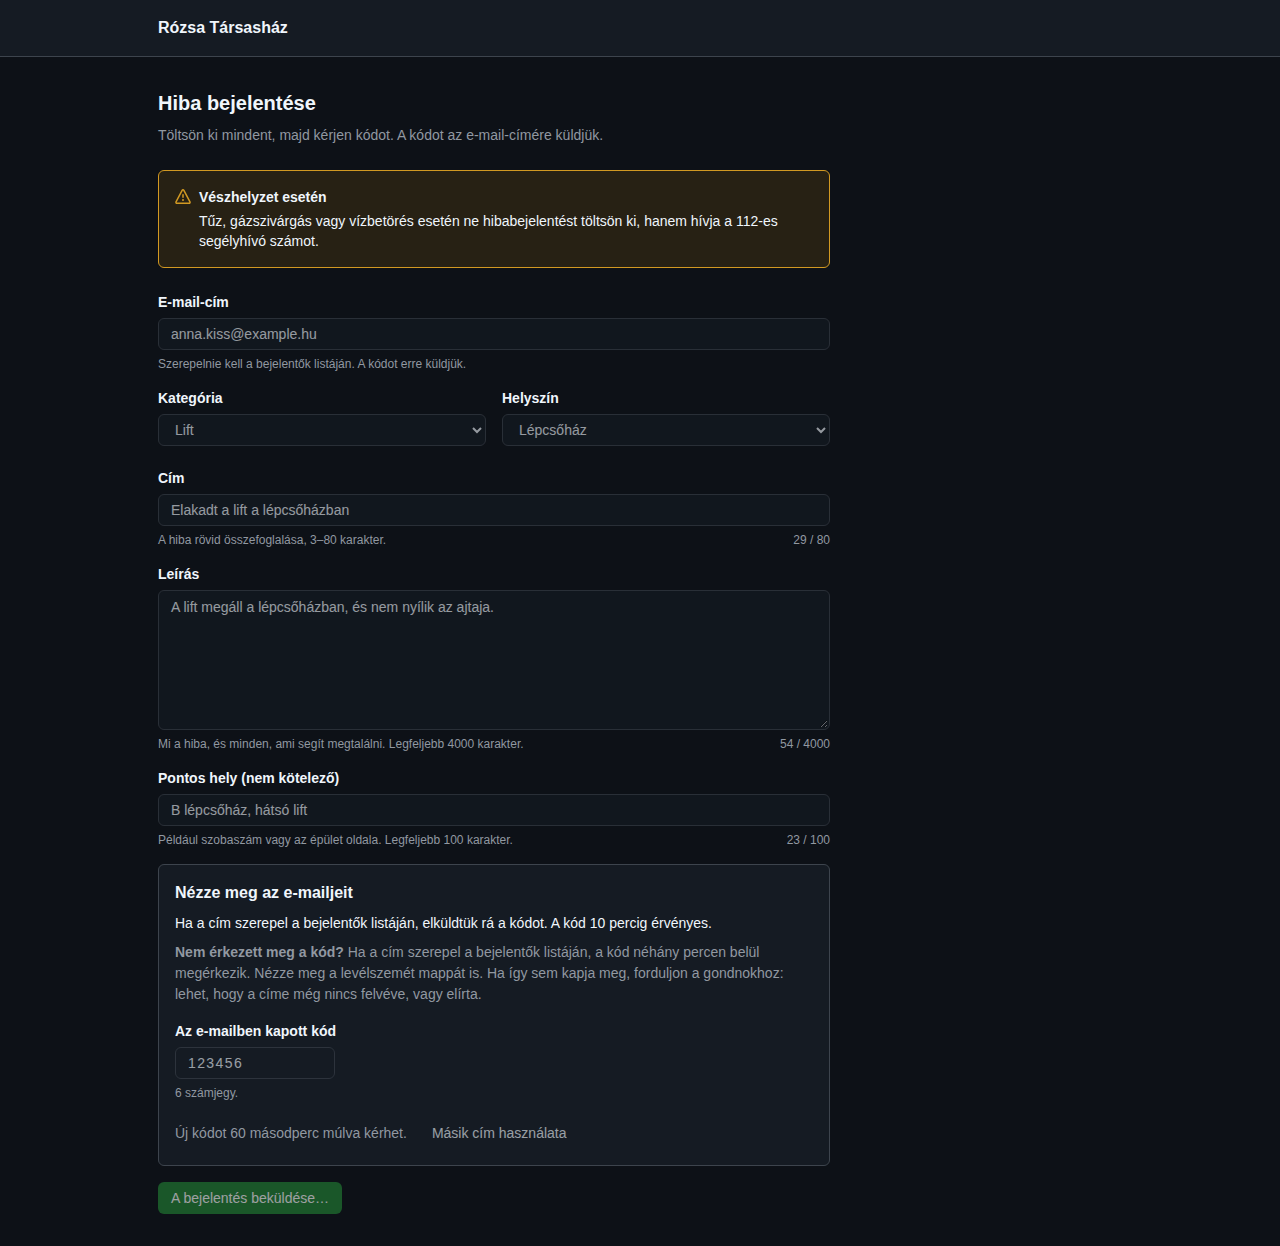 Rózsa Társasház
Hiba bejelentése
Töltsön ki mindent, majd kérjen kódot. A kódot az e-mail-címére küldjük.
Vészhelyzet esetén
Tűz, gázszivárgás vagy vízbetörés esetén ne hibabejelentést töltsön ki, hanem hívja a 112-es
segélyhívó számot.
E-mail-cím
anna.kiss@example.hu
Szerepelnie kell a bejelentők listáján. A kódot erre küldjük.
Kategória
Helyszín
Lift
Lépcsőház
Cím
Elakadt a lift a lépcsőházban
A hiba rövid összefoglalása, 3–80 karakter.
29 / 80
Leírás
A lift megáll a lépcsőházban, és nem nyílik az ajtaja.
Mi a hiba, és minden, ami segít megtalálni. Legfeljebb 4000 karakter.
54 / 4000
Pontos hely (nem kötelező)
B lépcsőház, hátsó lift
Például szobaszám vagy az épület oldala. Legfeljebb 100 karakter.
23 / 100
Nézze meg az e-mailjeit
Ha a cím szerepel a bejelentők listáján, elküldtük rá a kódot. A kód 10 percig érvényes.
Nem érkezett meg a kód? Ha a cím szerepel a bejelentők listáján, a kód néhány percen belül
megérkezik. Nézze meg a levélszemét mappát is. Ha így sem kapja meg, forduljon a gondnokhoz:
lehet, hogy a címe még nincs felvéve, vagy elírta.
Az e-mailben kapott kód
123456
6 számjegy.
Új kódot 60 másodperc múlva kérhet.
Másik cím használata
A bejelentés beküldése…